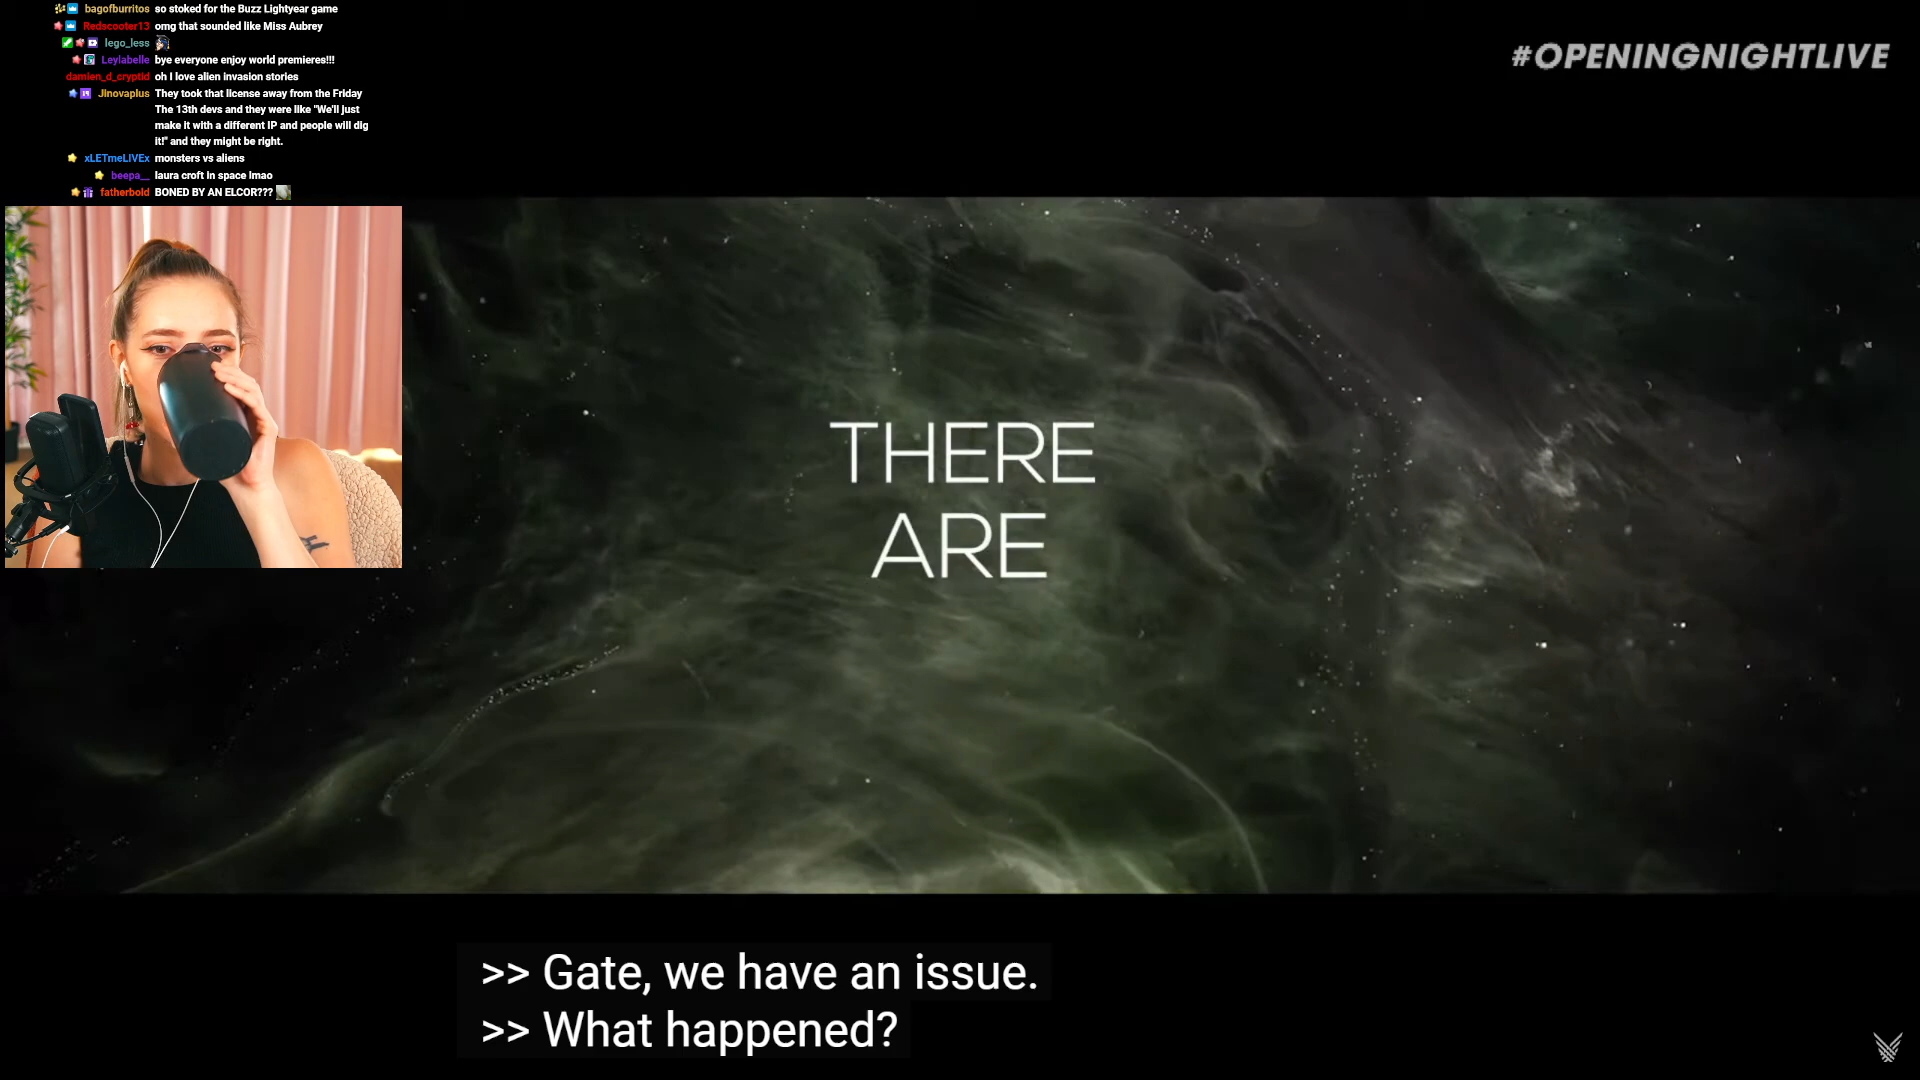 bagofburritos so stoked for the Buzz Lightyear game
Redscooter13 omg that sounded like Miss Aubrey
lego_less
Leylabelle bye everyone enjoy world premieres!!!
damien_d_cryptid oh I love alien invasion stories
Jinovaplus They took that license away from the Friday
The 13th devs and they were like "We'll just
make it with a different IP and people will dig
it!" and they might be right.
xLETmeLIVEx monsters vs aliens
beepa__ laura croft in space lmao
fatherbold BONED BY AN ELCOR???
#OPENINGNIGHTLIVE
THERE
ARE
>> Gate, we have an issue.
>> What happened?